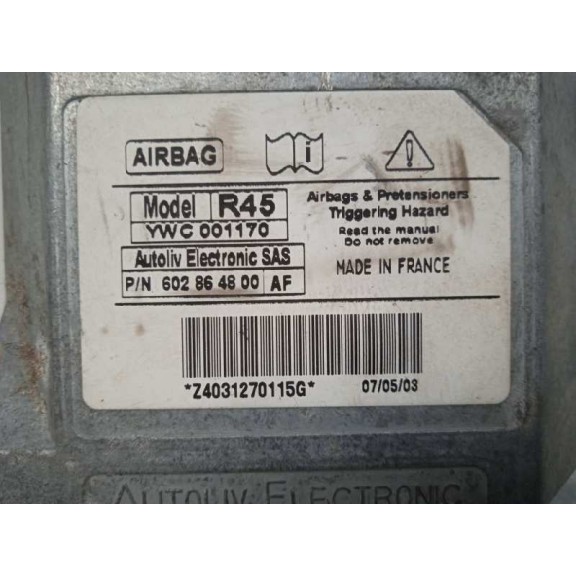 AIRBAG i !
Model R45
YWC 001170
Autoliv Electronic SAS
P/N 602 86 48 00 AF
Airbags & Pretensioners
Triggering Hazard
Read the manual
Do not remove
MADE IN FRANCE
*Z4031270115G* 07/05/03
AUTOLIV ELECTRONIC